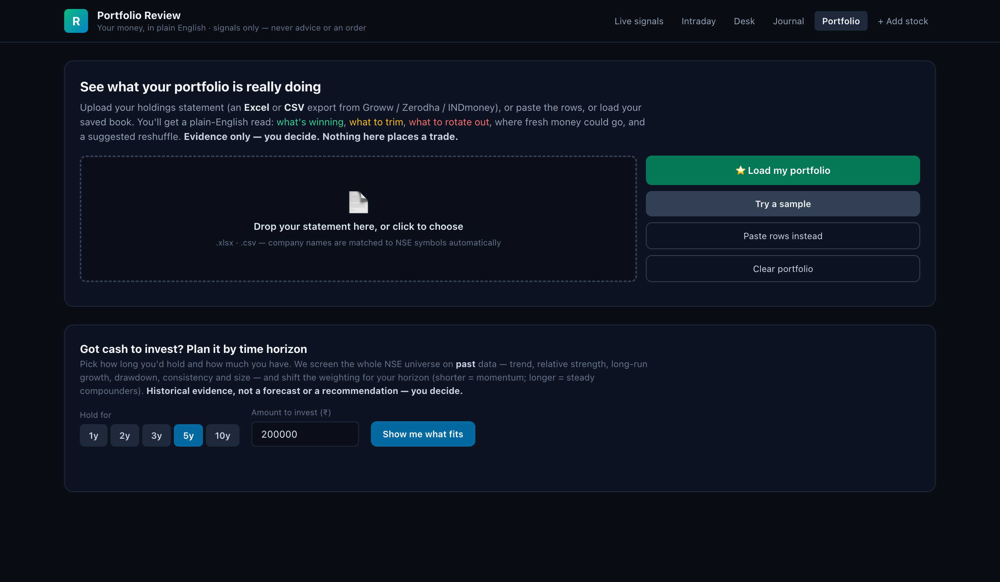 R
Portfolio Review
Your money, in plain English · signals only — never advice or an order
Live signals
Intraday
Desk
Journal
Portfolio
+ Add stock
See what your portfolio is really doing
Upload your holdings statement (an Excel or CSV export from Groww / Zerodha / INDmoney), or paste the rows, or load your
saved book. You'll get a plain-English read: what's winning, what to trim, what to rotate out, where fresh money could go, and
a suggested reshuffle. Evidence only — you decide. Nothing here places a trade.
Drop your statement here, or click to choose
.xlsx · .csv — company names are matched to NSE symbols automatically
⭐ Load my portfolio
Try a sample
Paste rows instead
Clear portfolio
Got cash to invest? Plan it by time horizon
Pick how long you'd hold and how much you have. We screen the whole NSE universe on past data — trend, relative strength, long-run
growth, drawdown, consistency and size — and shift the weighting for your horizon (shorter = momentum; longer = steady
compounders). Historical evidence, not a forecast or a recommendation — you decide.
Hold for
1y
2y
3y
5y
10y
Amount to invest (₹)
200000
Show me what fits